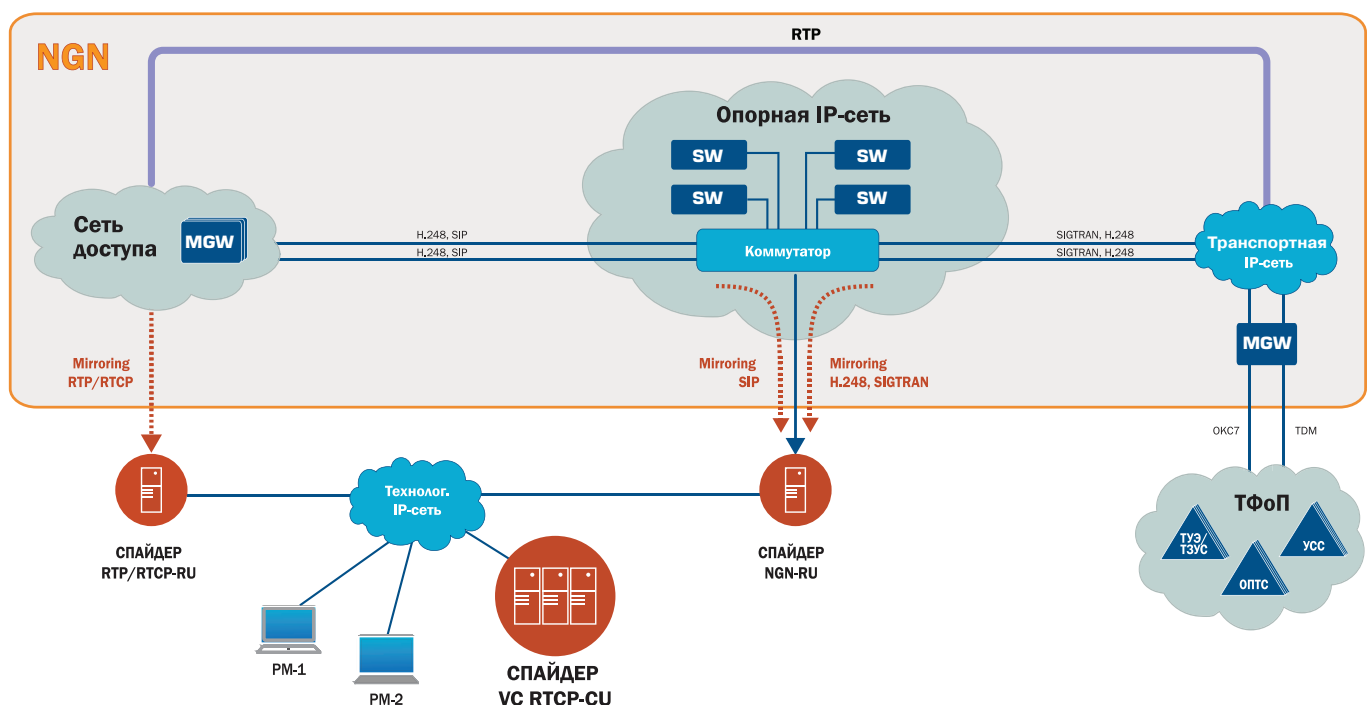 RTP
NGN
Опорная IP-сеть
SW
SW
SW
SW
Сеть
доступа
MGW
H.248, SIP
H.248, SIP
Коммутатор
SIGTRAN, H.248
SIGTRAN, H.248
Транспортная
IP-сеть
MGW
Mirroring
RTP/RTCP
Mirroring
SIP
Mirroring
H.248, SIGTRAN
ОКС7
TDM
Технолог.
IP-сеть
ТФоП
ТУЭ/
ТЗУС
УСС
ОПТС
СПАЙДЕР
RTP/RTCP-RU
СПАЙДЕР
NGN-RU
РМ-1
РМ-2
СПАЙДЕР
VC RTCP-CU